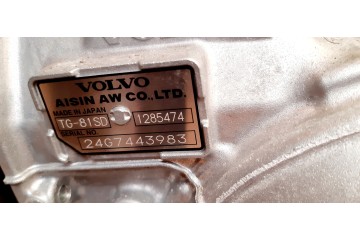 VOLVO
AISIN AW CO.,LTD.
MADE IN JAPAN
TG-81SD 1285474
SERIAL NO.
24G7443983